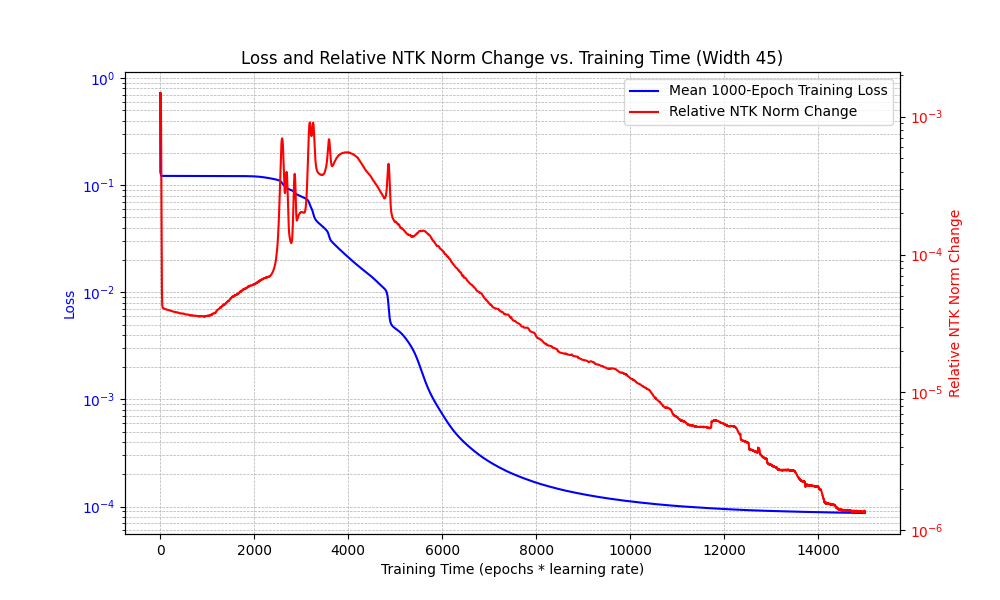 Loss and Relative NTK Norm Change vs. Training Time (Width 45)
Mean 1000-Epoch Training Loss
Relative NTK Norm Change
10^0
10^-1
10^-2
10^-3
10^-4
Loss
10^-3
10^-4
10^-5
10^-6
Relative NTK Norm Change
0 2000 4000 6000 8000 10000 12000 14000
Training Time (epochs * learning rate)